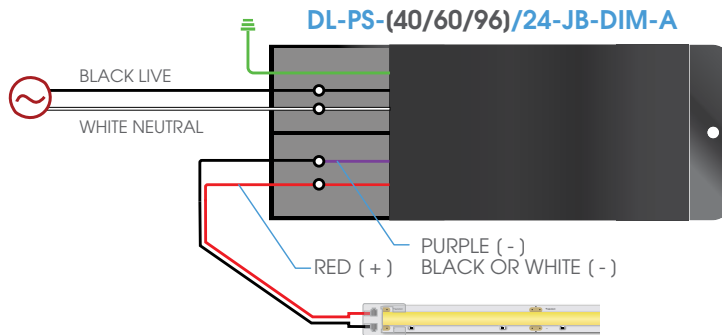 DL-PS-(40/60/96)/24-JB-DIM-A
BLACK LIVE
WHITE NEUTRAL
PURPLE ( - )
RED ( + )
BLACK OR WHITE ( - )